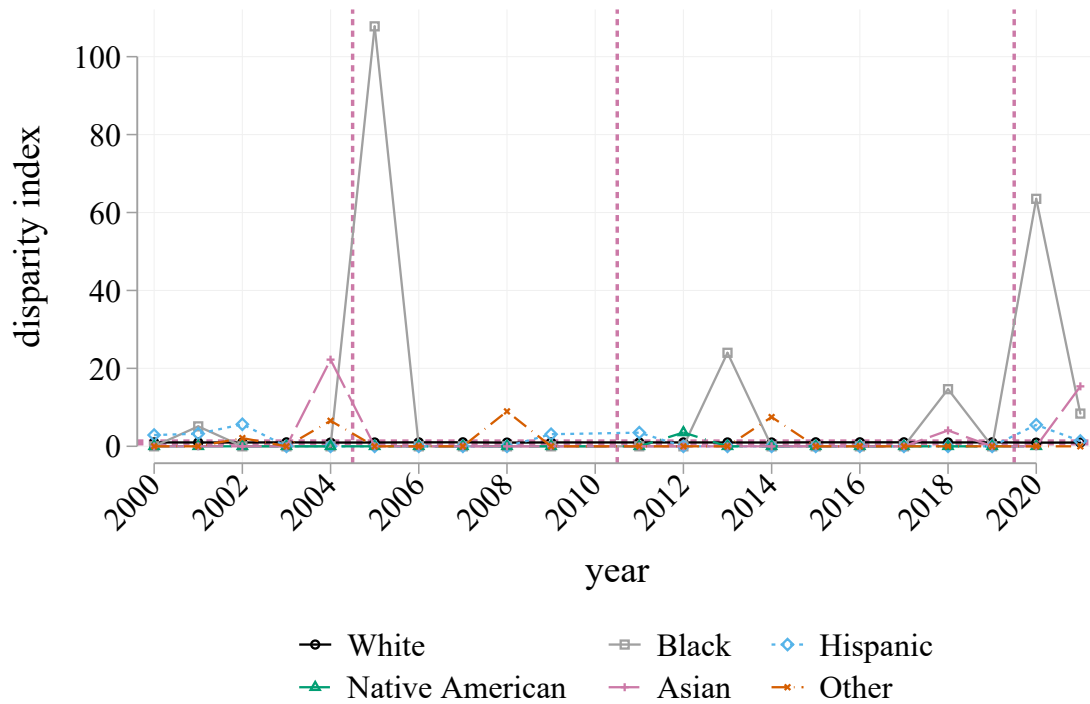 disparity index
100
80
60
40
20
0
2000 2002 2004 2006 2008 2010 2012 2014 2016 2018 2020
year
White Black Hispanic
Native American Asian Other